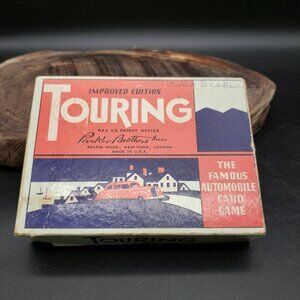 IMPROVED EDITION
TOURING
REG. U.S. PATENT OFFICE
Parker Brothers Inc.
SALEM, MASS., NEW YORK, LONDON
MADE IN U.S.A.
THE
FAMOUS
AUTOMOBILE
CARD
GAME
TOURING